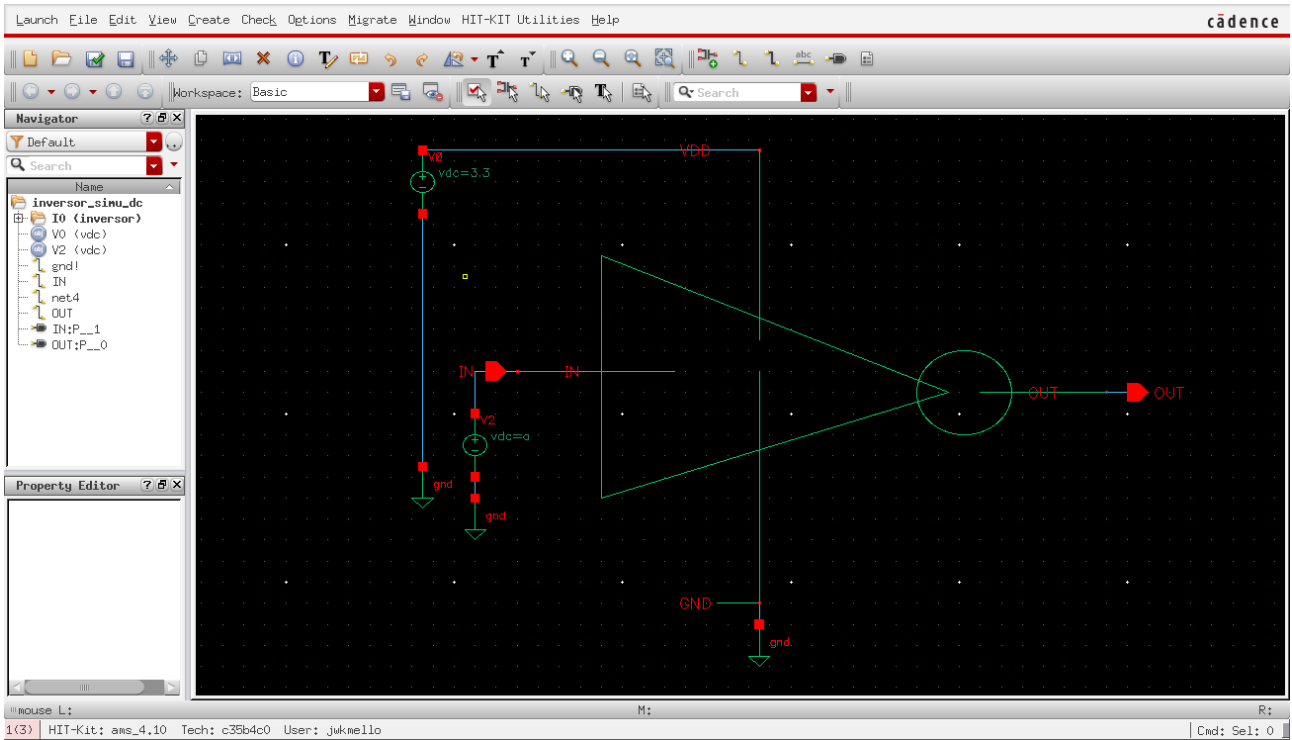 Launch File Edit View Create Check Options Migrate Window HIT-KIT Utilities Help
cādence
abc
Workspace: Basic
Search
Navigator
Default
Search
Name
inversor_simu_dc
I0 (inversor)
V0 (vdc)
V2 (vdc)
gnd!
IN
net4
OUT
IN:P__1
OUT:P__0
Property Editor
V0
vdc=3.3
VDD
IN
IN
V2
vdc=a
gnd
gnd
OUT
OUT
GND
gnd
mouse L:
M:
R:
1(3)
HIT-Kit: ams_4.10 Tech: c35b4c0 User: jwkmello
Cmd: Sel: 0